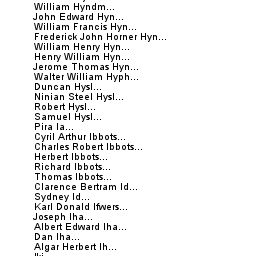 William Hyndm...
John Edward Hyn...
William Francis Hyn...
Frederick John Horner Hyn...
William Henry Hyn...
Henry William Hyn...
Jerome Thomas Hyn...
Walter William Hyph...
Duncan Hysl...
Ninian Steel Hysl...
Robert Hysl...
Samuel Hysl...
Pira Ia...
Cyril Arthur Ibbots...
Charles Robert Ibbots...
Herbert Ibbots...
Richard Ibbots...
Thomas Ibbots...
Clarence Bertram Id...
Sydney Id...
Karl Donald Ifwers...
Joseph Iha...
Albert Edward Iha...
Dan Iha...
Algar Herbert Ih...